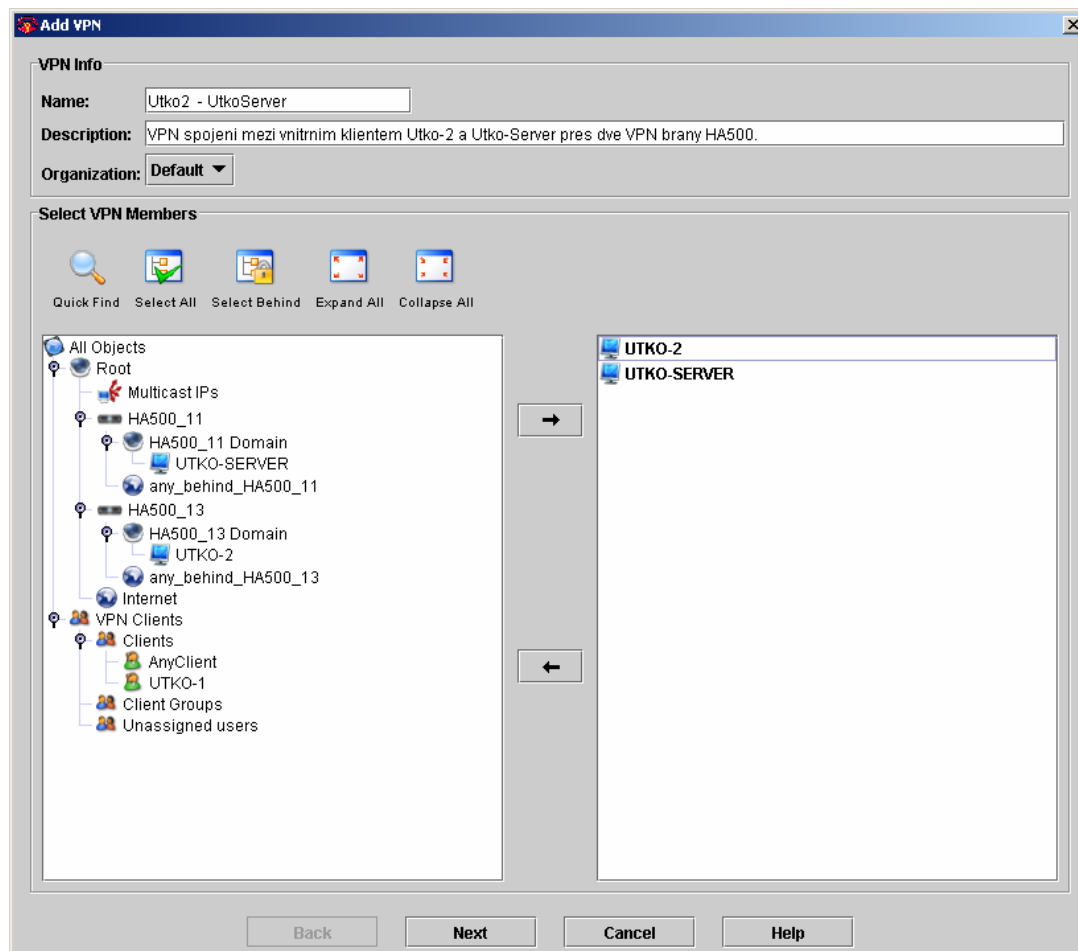 Add VPN
VPN Info
Name: Utko2 - UtkoServer
Description: VPN spojeni mezi vnitrnim klientem Utko-2 a Utko-Server pres dve VPN brany HA500.
Organization: Default
Select VPN Members
Quick Find Select All Select Behind Expand All Collapse All
All Objects
Root
Multicast IPs
HA500_11
HA500_11 Domain
UTKO-SERVER
any_behind_HA500_11
HA500_13
HA500_13 Domain
UTKO-2
any_behind_HA500_13
Internet
VPN Clients
Clients
AnyClient
UTKO-1
Client Groups
Unassigned users
UTKO-2
UTKO-SERVER
Back Next Cancel Help